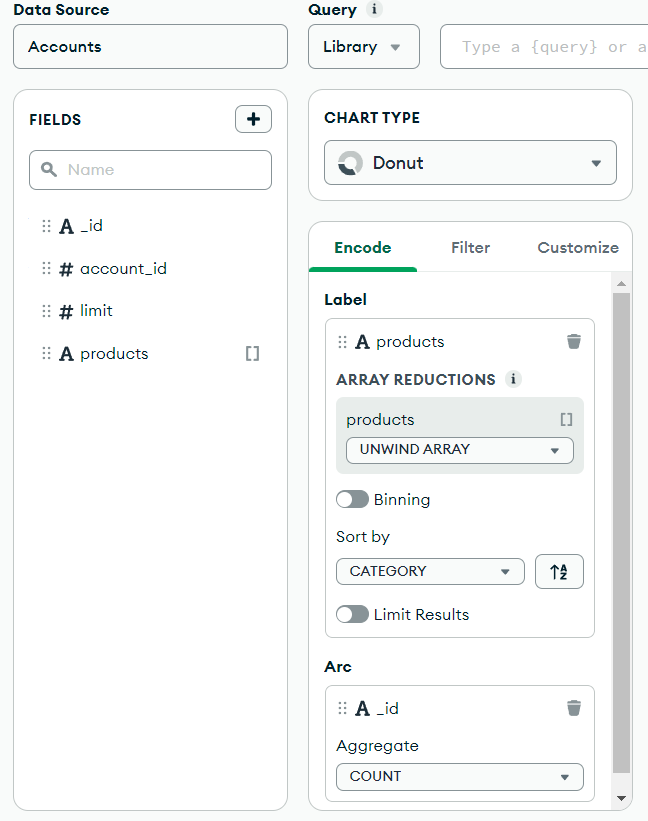 Data Source
Accounts
Query i
Library
Type a {query} or a
FIELDS
+
Name
A _id
# account_id
# limit
A products []
CHART TYPE
Donut
Encode Filter Customize
Label
A products
ARRAY REDUCTIONS i
products []
UNWIND ARRAY
Binning
Sort by
CATEGORY
AZ
Limit Results
Arc
A _id
Aggregate
COUNT